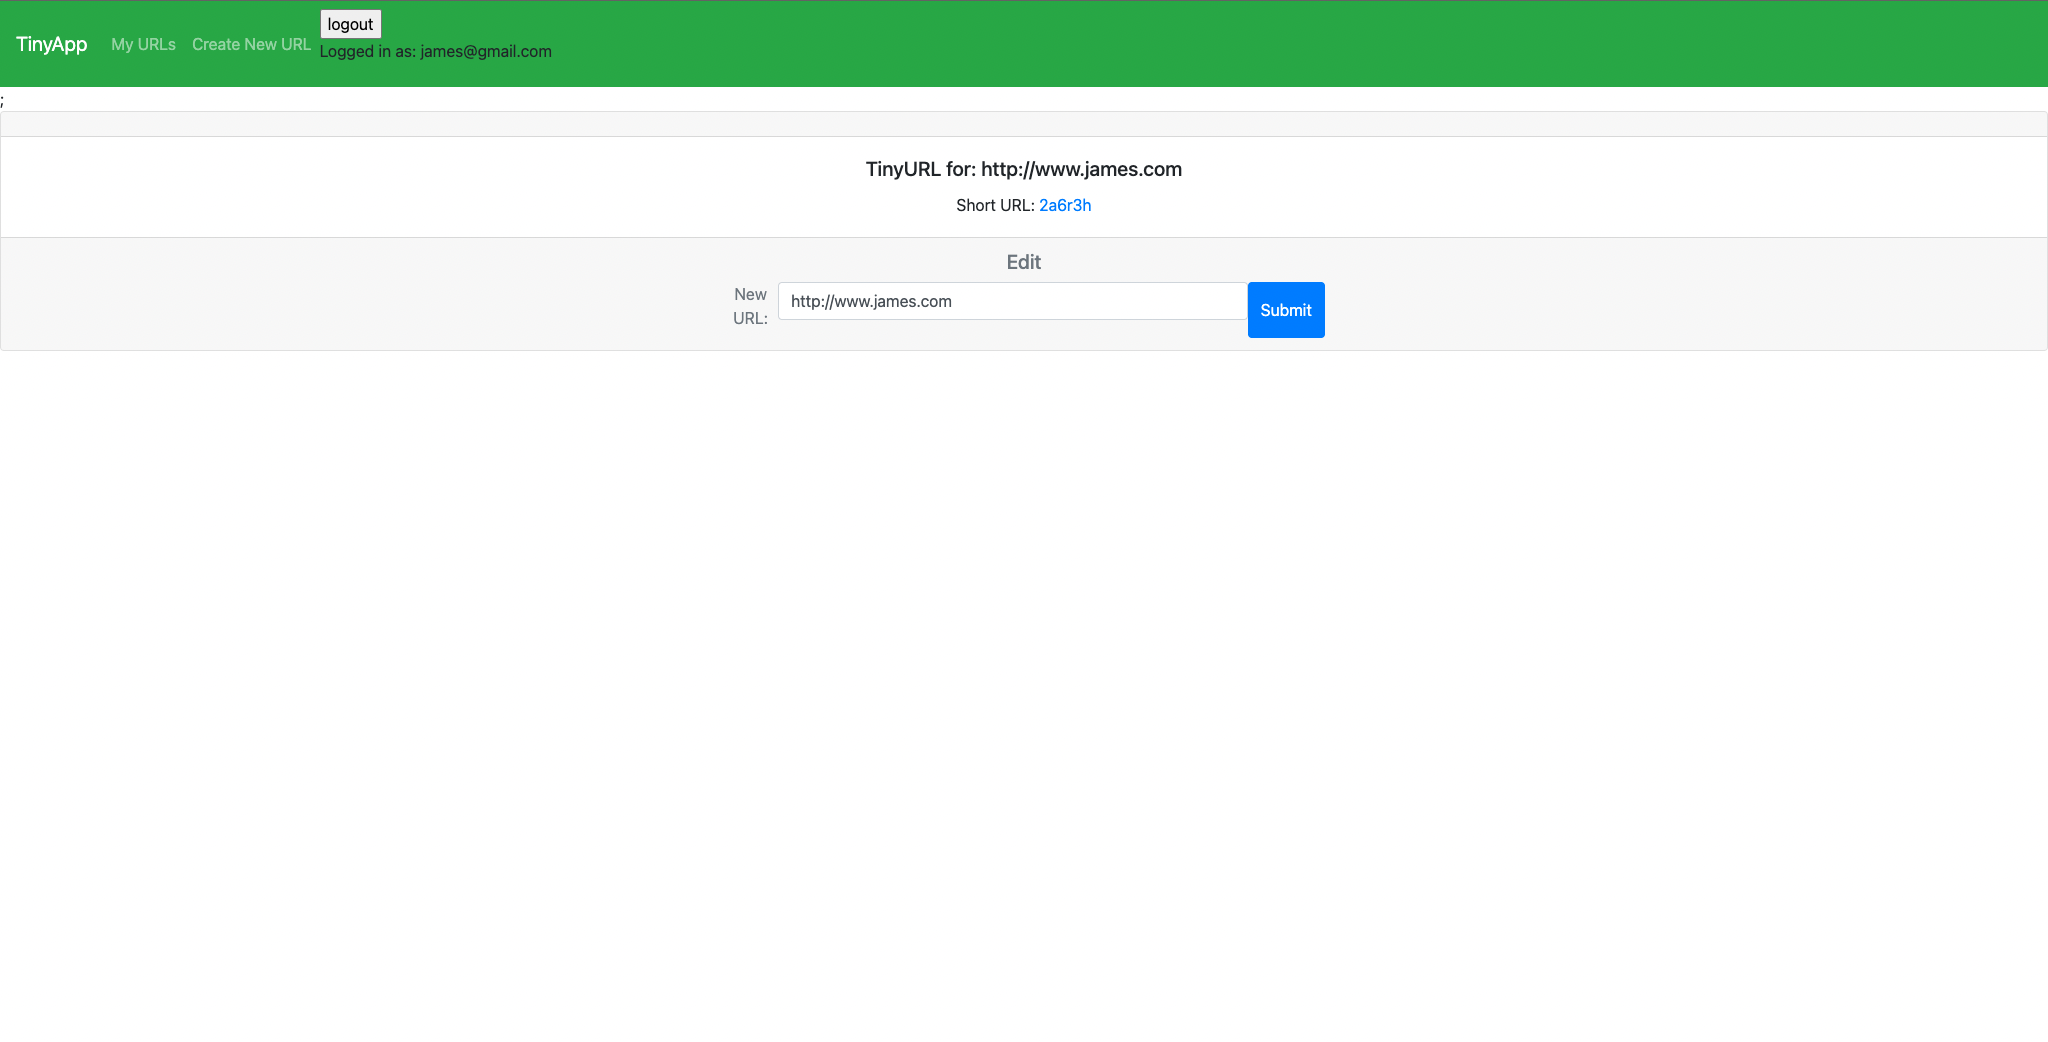 TinyApp My URLs Create New URL logout
Logged in as: james@gmail.com
;
TinyURL for: http://www.james.com
Short URL: 2a6r3h
Edit
New URL: http://www.james.com Submit